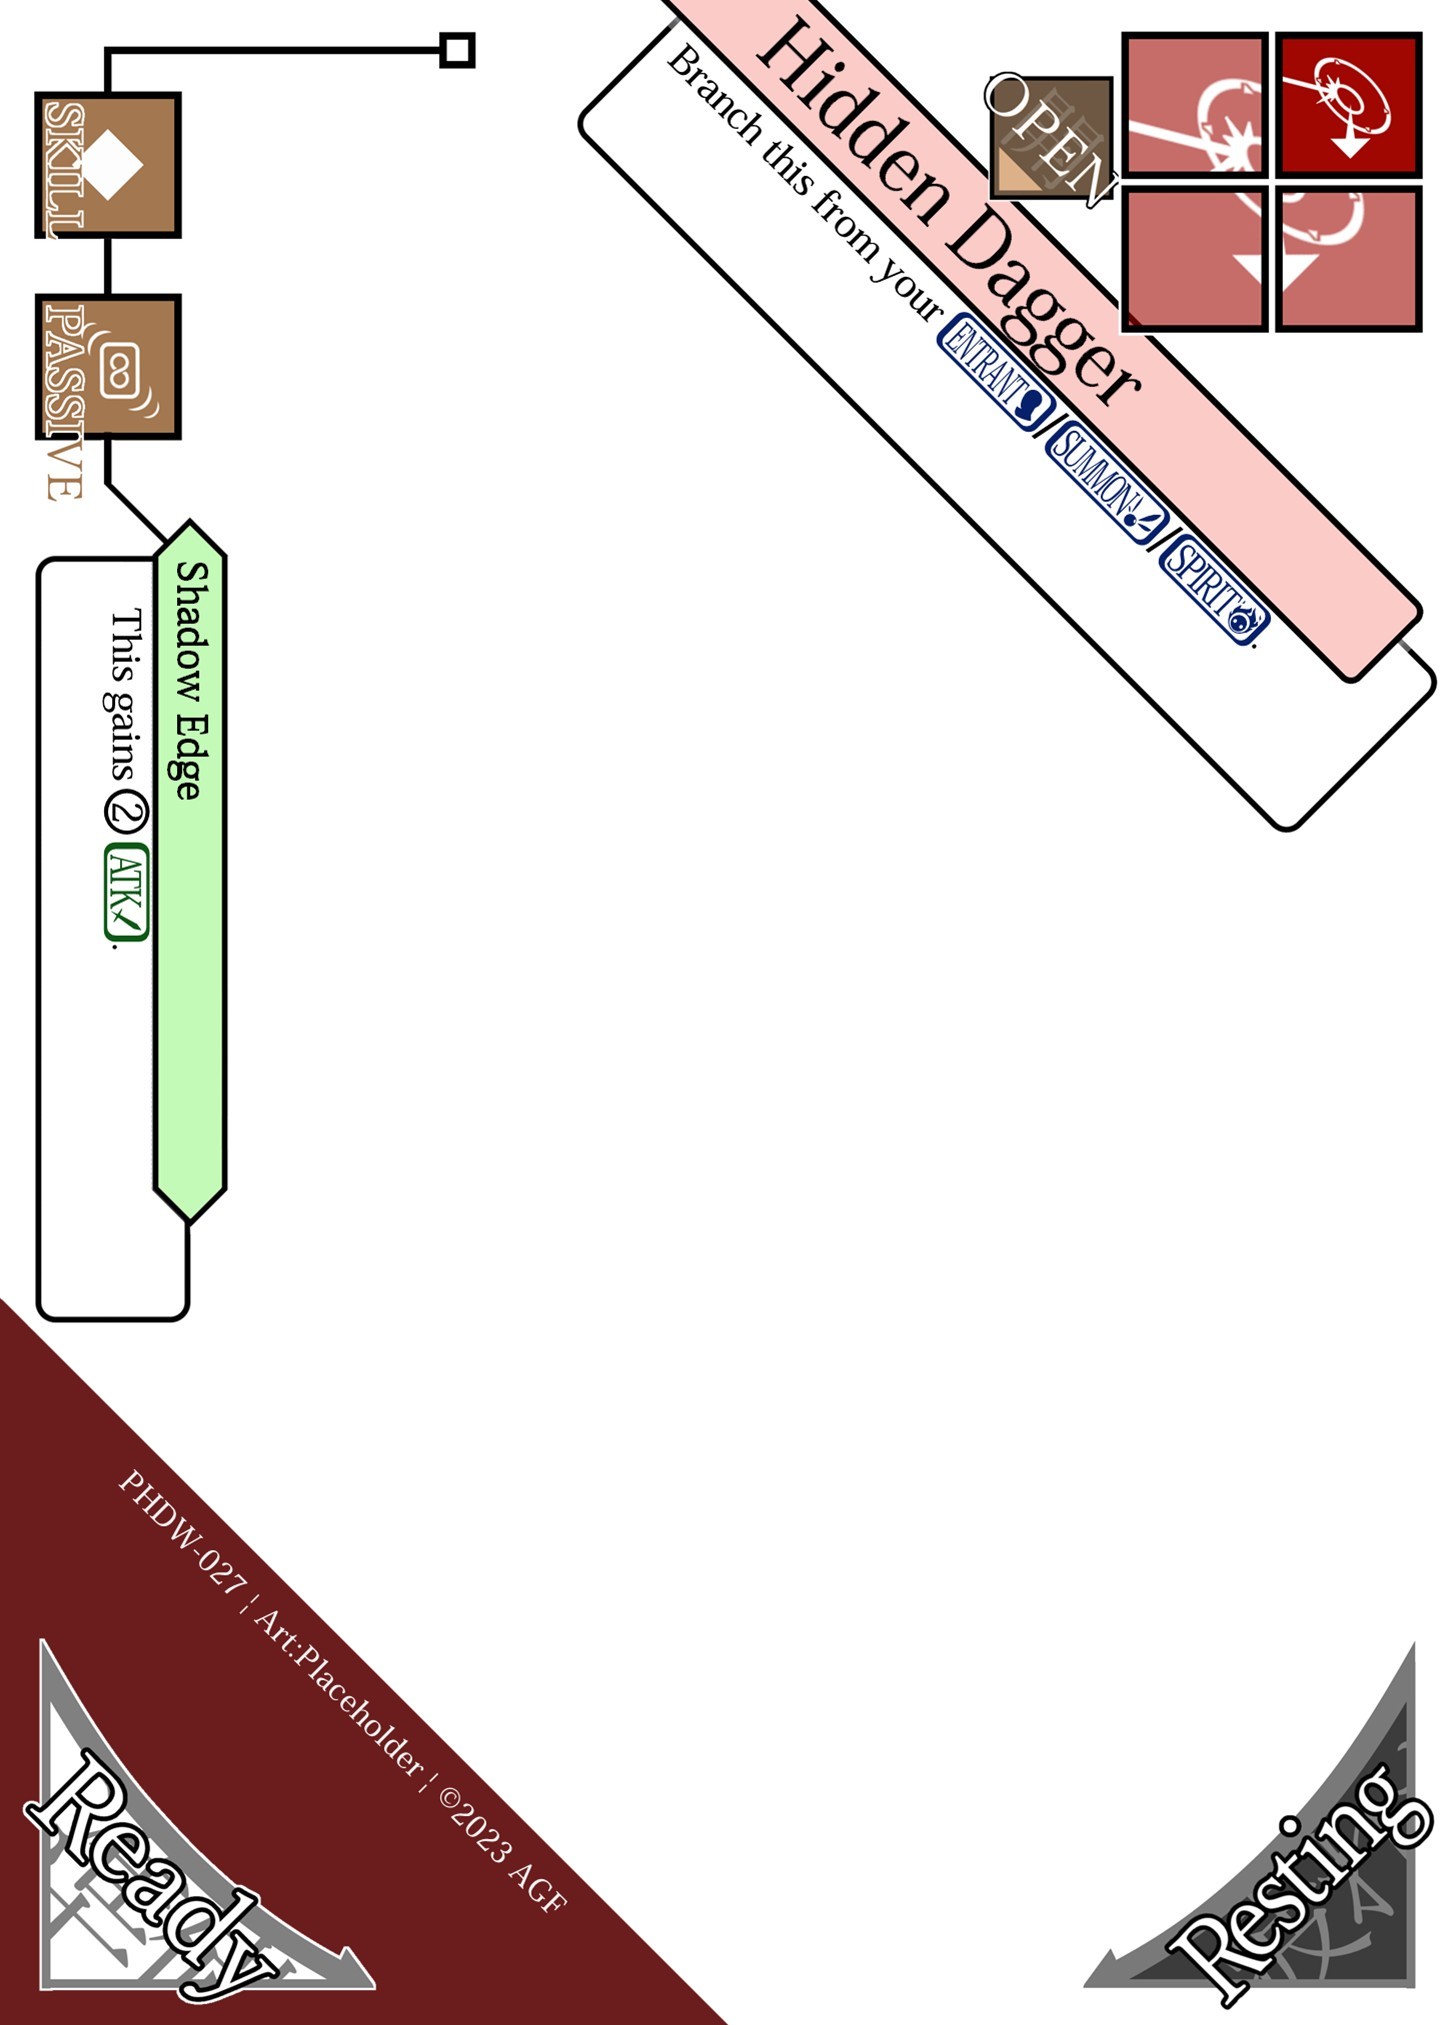 Hidden Dagger
Branch this from your ENTRANT/SUMMON/SPIRIT.
開
OPEN
SKILL
PASSIVE
Shadow Edge
This gains ② ATK.
PHDW-027 ¦ Art:Placeholder ¦ ©2023 AGF
Ready
Resting